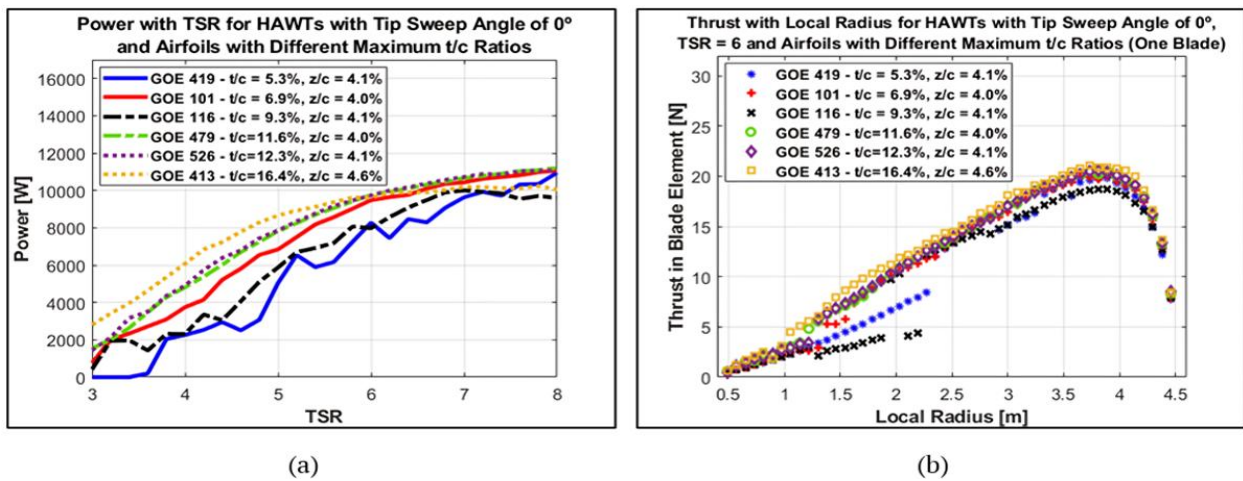 Power with TSR for HAWTs with Tip Sweep Angle of 0º
and Airfoils with Different Maximum t/c Ratios
16000
14000
12000
10000
8000
6000
4000
2000
0
Power [W]
GOE 419 - t/c = 5.3%, z/c = 4.1%
GOE 101 - t/c = 6.9%, z/c = 4.0%
GOE 116 - t/c = 9.3%, z/c = 4.1%
GOE 479 - t/c=11.6%, z/c = 4.0%
GOE 526 - t/c=12.3%, z/c = 4.1%
GOE 413 - t/c=16.4%, z/c = 4.6%
3 4 5 6 7 8
TSR
(a)
Thrust with Local Radius for HAWTs with Tip Sweep Angle of 0º,
TSR = 6 and Airfoils with Different Maximum t/c Ratios (One Blade)
30
25
20
15
10
5
0
Thrust in Blade Element [N]
GOE 419 - t/c = 5.3%, z/c = 4.1%
GOE 101 - t/c = 6.9%, z/c = 4.0%
GOE 116 - t/c = 9.3%, z/c = 4.1%
GOE 479 - t/c=11.6%, z/c = 4.0%
GOE 526 - t/c=12.3%, z/c = 4.1%
GOE 413 - t/c=16.4%, z/c = 4.6%
0.5 1 1.5 2 2.5 3 3.5 4 4.5
Local Radius [m]
(b)